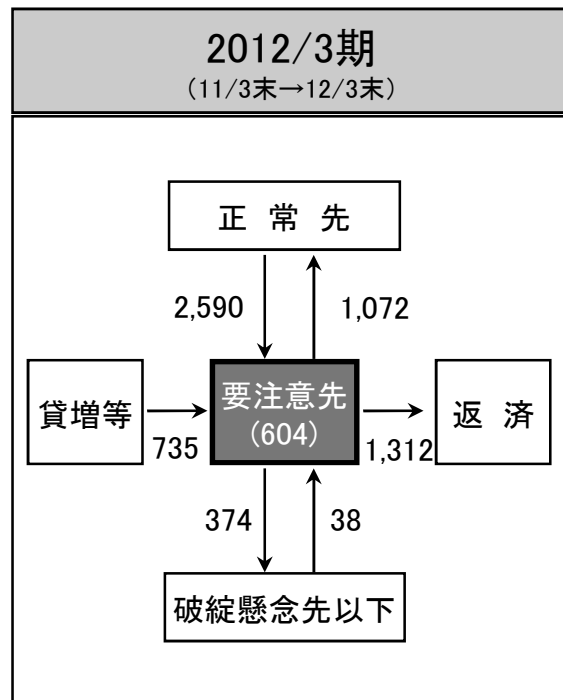 2012/3期
（11/3末→12/3末）
正 常 先
2,590
1,072
貸増等
735
要注意先
(604)
1,312
返 済
374
38
破綻懸念先以下